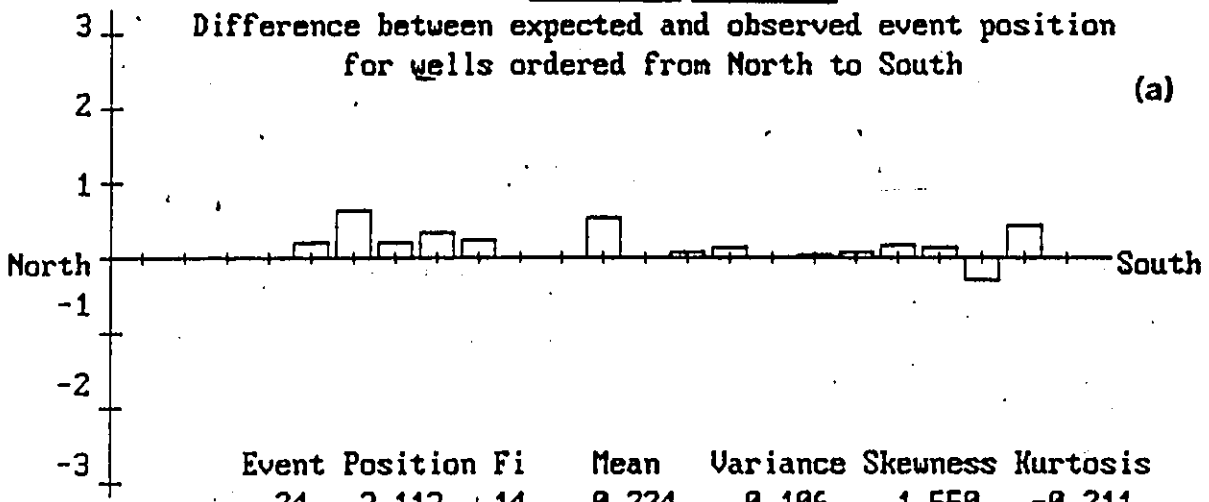 3 Difference between expected and observed event position
for wells ordered from North to South
(a)
2
1
North South
-1
-2
-3 Event Position Fi Mean Variance Skewness Kurtosis